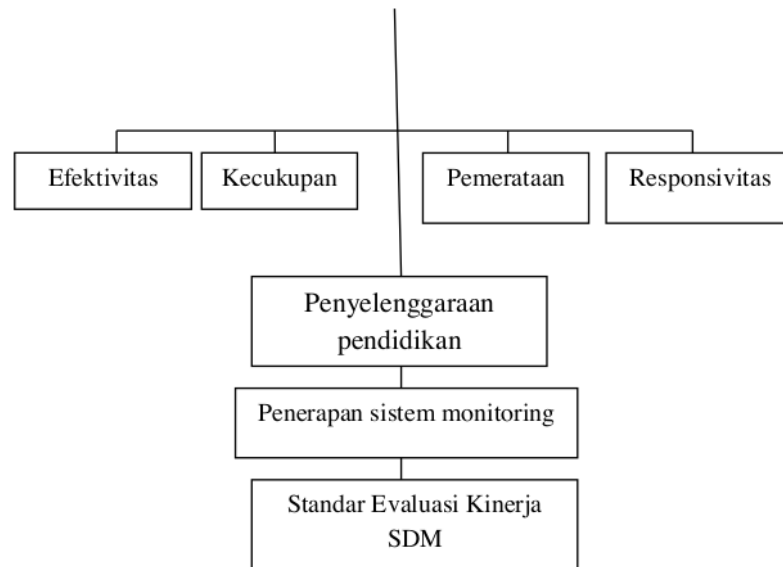 Efektivitas
Kecukupan
Pemerataan
Responsivitas
Penyelenggaraan
pendidikan
Penerapan sistem monitoring
Standar Evaluasi Kinerja
SDM